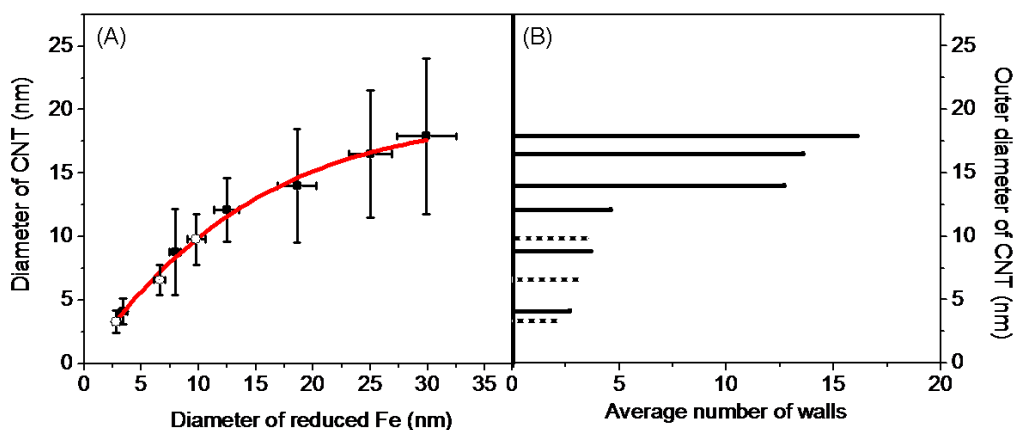 (A)
(B)
Diameter of CNT (nm)
25
20
15
10
5
0
0 5 10 15 20 25 30 35
Diameter of reduced Fe (nm)
0 5 10 15 20
Average number of walls
25
20
15
10
5
0
Outer diameter of CNT (nm)